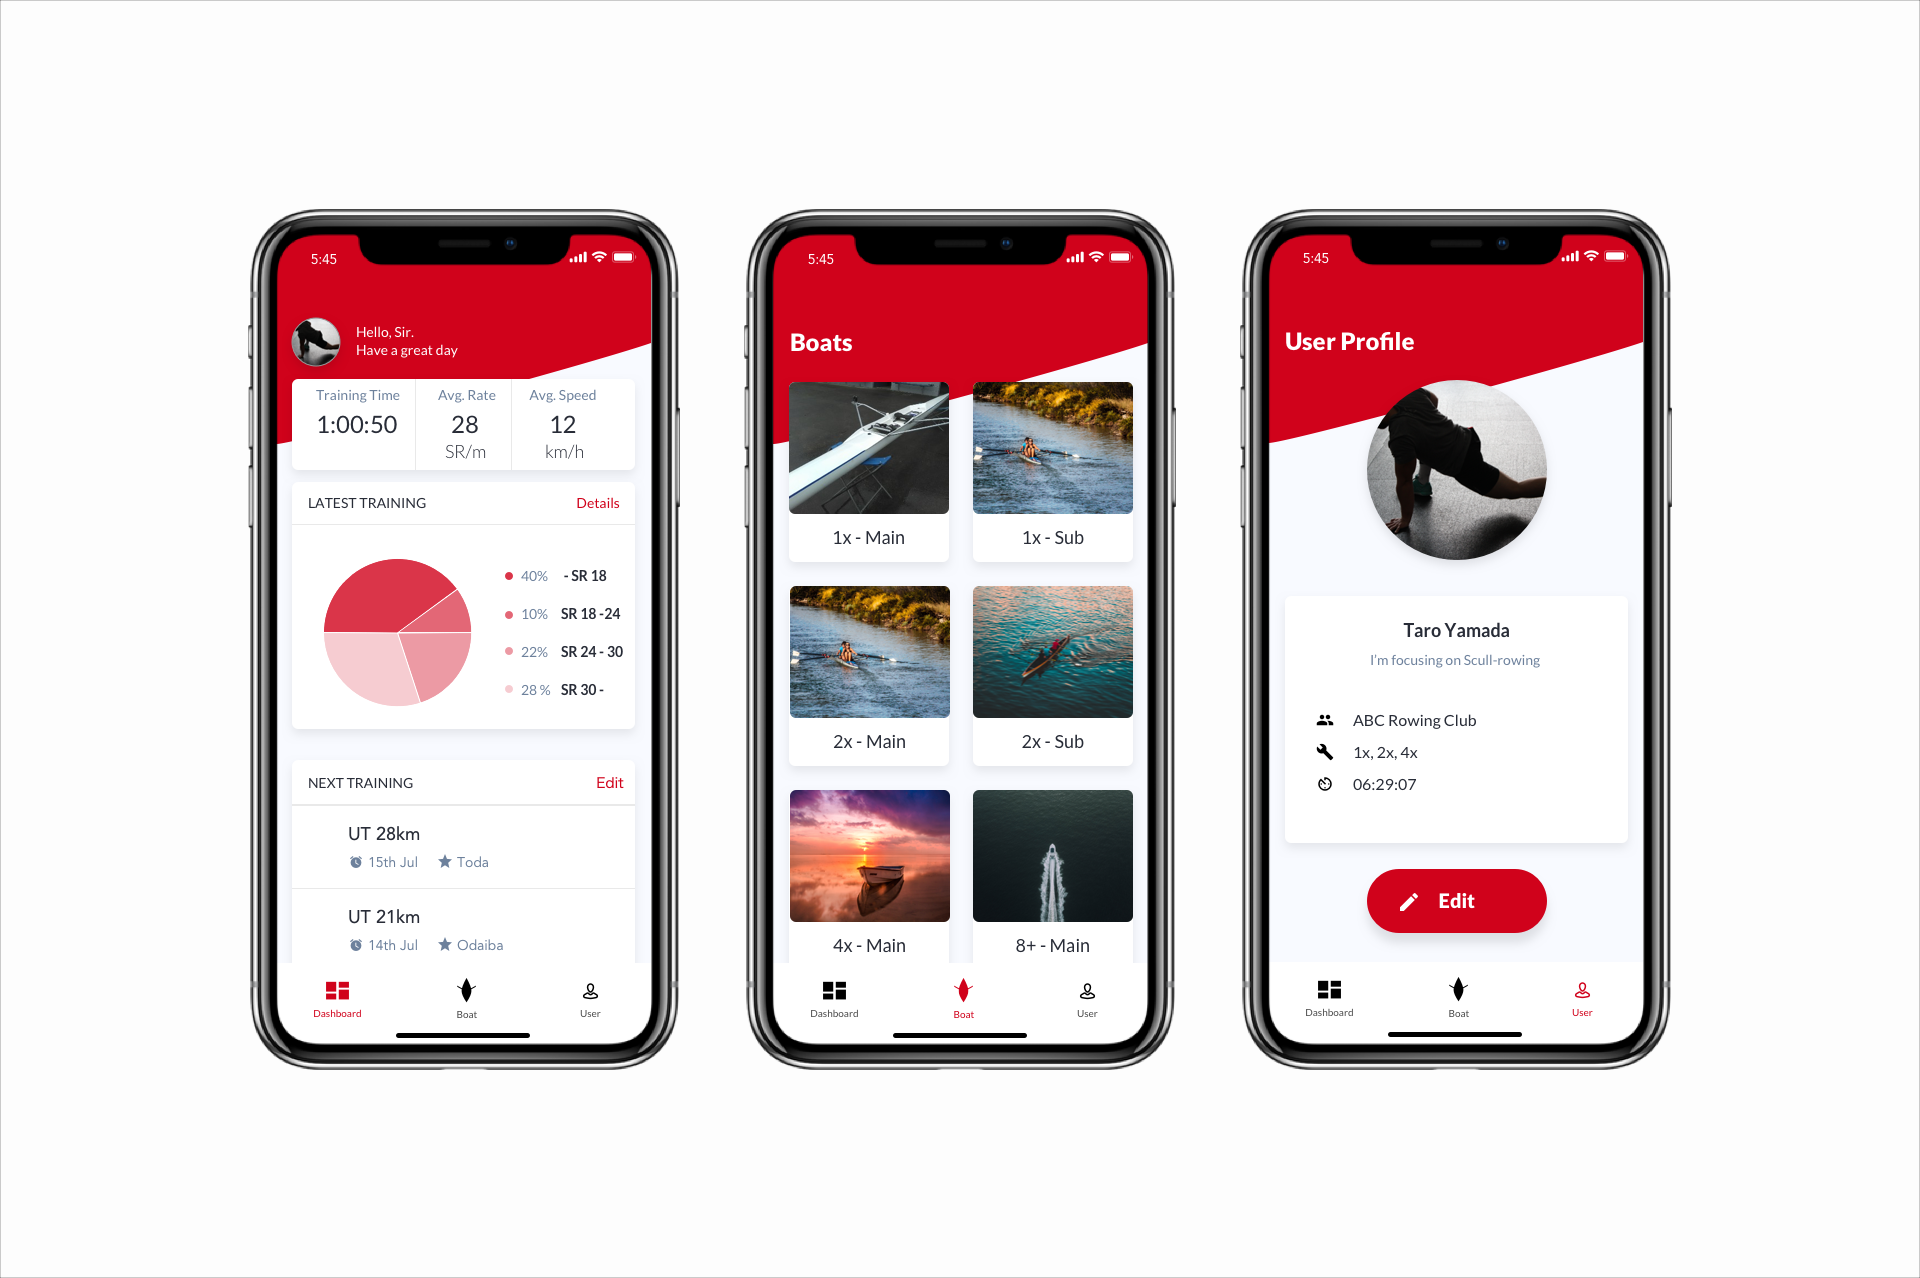 5:45
Hello, Sir.
Have a great day
Training Time
1:00:50
Avg. Rate
28
SR/m
Avg. Speed
12
km/h
LATEST TRAINING
Details
40% - SR 18
10% SR 18 -24
22% SR 24 - 30
28 % SR 30 -
NEXT TRAINING
Edit
UT 28km
15th Jul
Toda
UT 21km
14th Jul
Odaiba
Dashboard
Boat
User
5:45
Boats
1x - Main
1x - Sub
2x - Main
2x - Sub
4x - Main
8+ - Main
Dashboard
Boat
User
5:45
User Profile
Taro Yamada
I'm focusing on Scull-rowing
ABC Rowing Club
1x, 2x, 4x
06:29:07
Edit
Dashboard
Boat
User